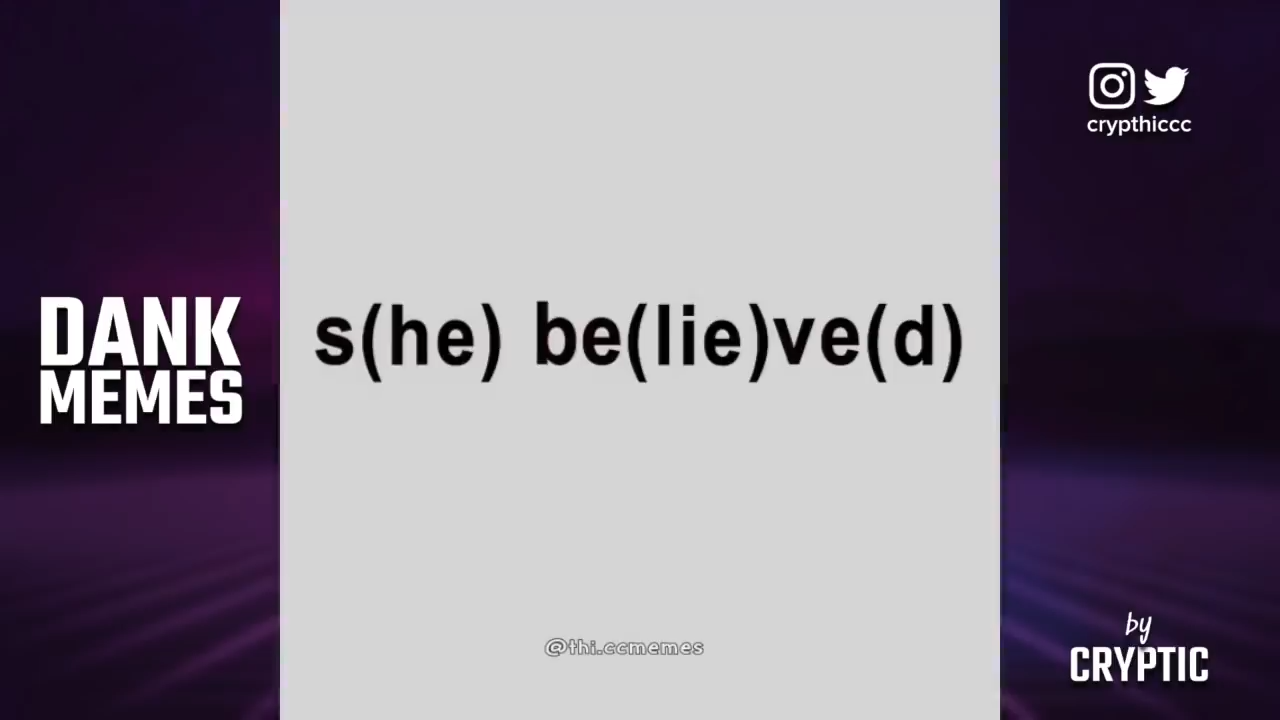 DANK
MEMES
s(he) be(lie)ve(d)
@thi.ccmemes
crypthiccc
by
CRYPTIC